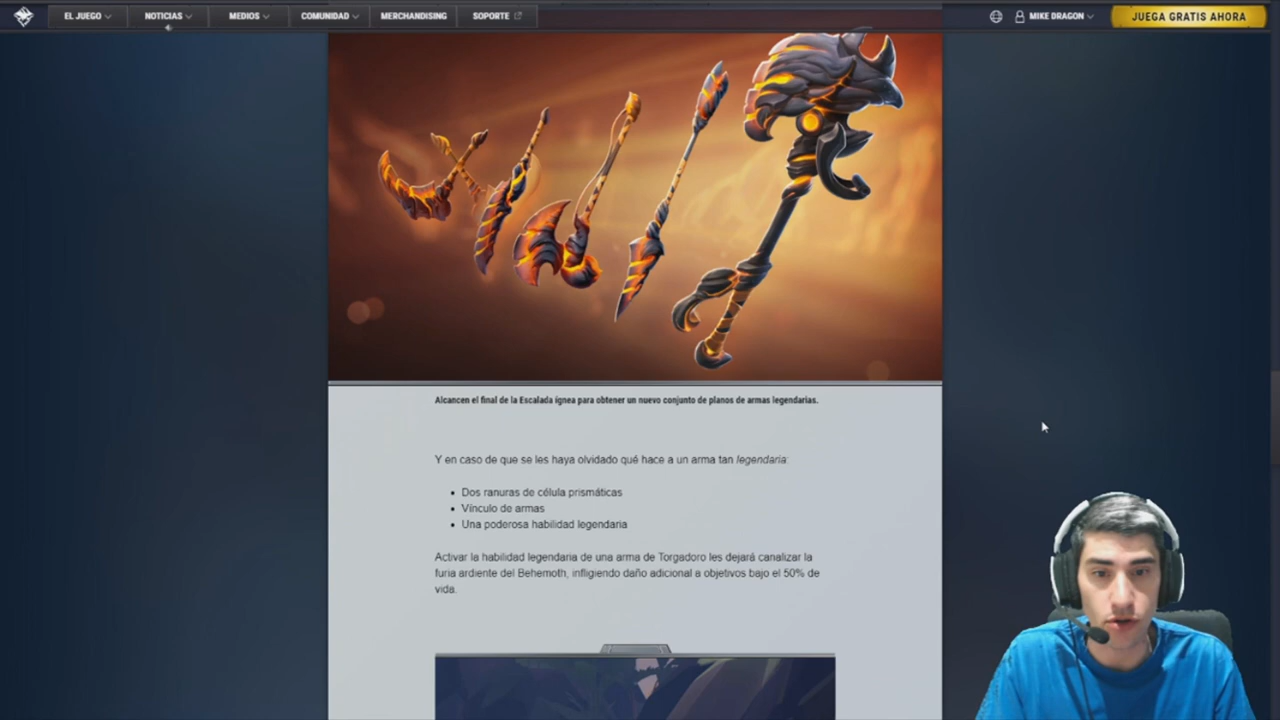 EL JUEGO
NOTICIAS
MEDIOS
COMUNIDAD
MERCHANDISING
SOPORTE
MIKE DRAGON
JUEGA GRATIS AHORA
Alcancen el final de la Escalada ígnea para obtener un nuevo conjunto de planos de armas legendarias.
Y en caso de que se les haya olvidado qué hace a un arma tan legendaria:
• Dos ranuras de célula prismáticas
• Vínculo de armas
• Una poderosa habilidad legendaria
Activar la habilidad legendaria de una arma de Torgadoro les dejará canalizar la
furia ardiente del Behemoth, infligiendo daño adicional a objetivos bajo el 50% de
vida.